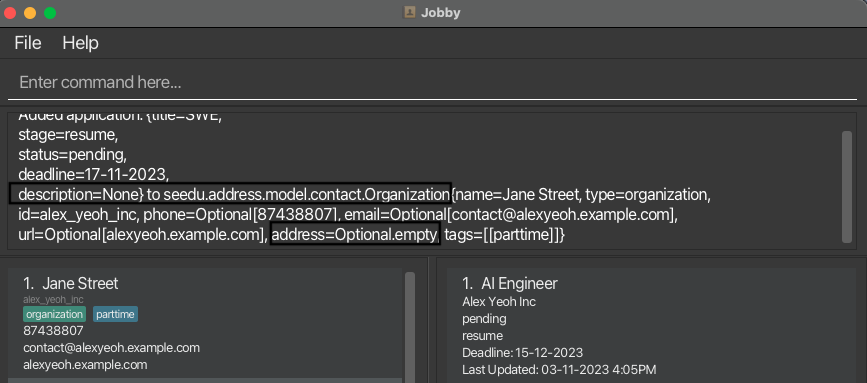 Jobby
File Help
Enter command here...
Added application: {title=SWE,
stage=resume,
status=pending,
deadline=17-11-2023,
description=None} to seedu.address.model.contact.Organization{name=Jane Street, type=organization,
id=alex_yeoh_inc, phone=Optional[87438807], email=Optional[contact@alexyeoh.example.com],
url=Optional[alexyeoh.example.com], address=Optional.empty, tags=[[parttime]]}
1. Jane Street
alex_yeoh_inc
organization parttime
87438807
contact@alexyeoh.example.com
alexyeoh.example.com
1. AI Engineer
Alex Yeoh Inc
pending
resume
Deadline: 15-12-2023
Last Updated: 03-11-2023 4:05PM